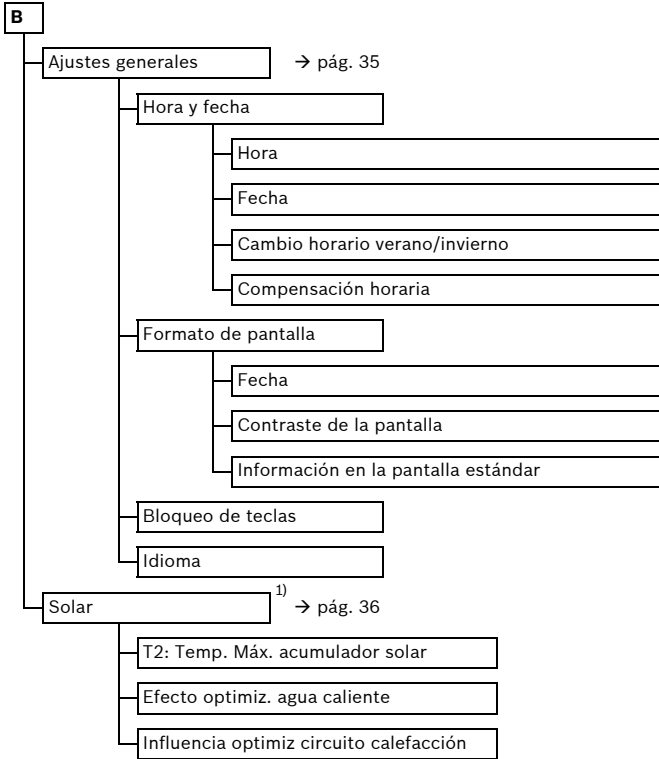 B
Ajustes generales → pág. 35
Hora y fecha
Hora
Fecha
Cambio horario verano/invierno
Compensación horaria
Formato de pantalla
Fecha
Contraste de la pantalla
Información en la pantalla estándar
Bloqueo de teclas
Idioma
Solar 1) → pág. 36
T2: Temp. Máx. acumulador solar
Efecto optimiz. agua caliente
Influencia optimiz circuito calefacción